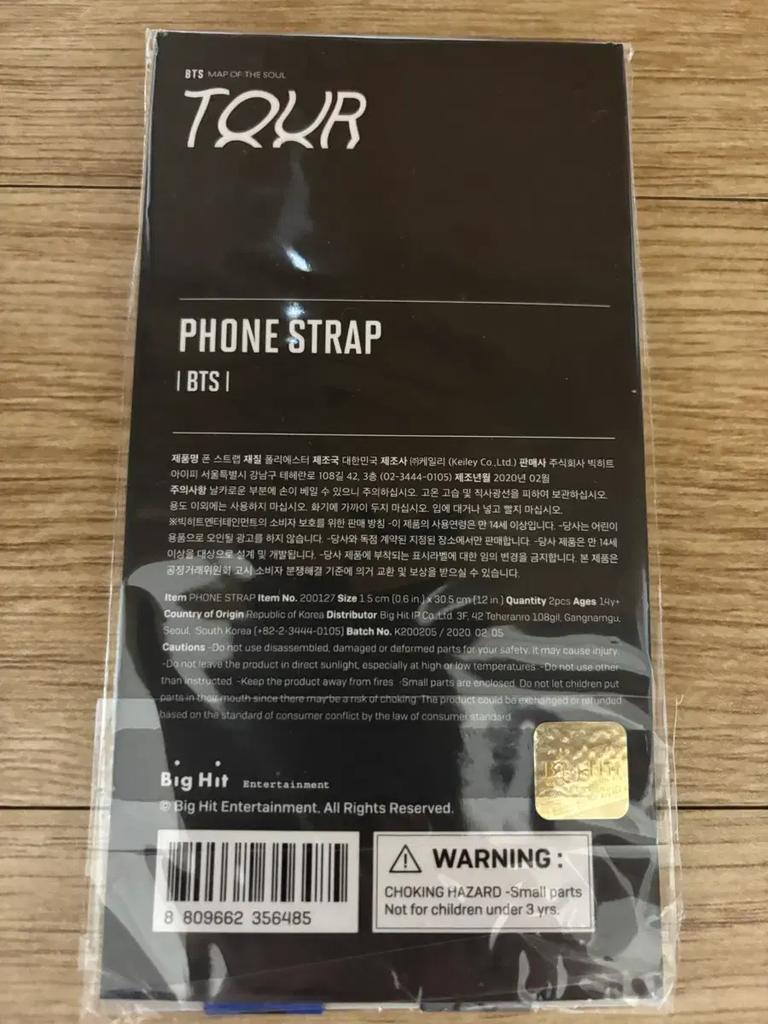 BTS MAP OF THE SOUL
TOUR
PHONE STRAP
| BTS |
제품명 폰 스트랩 재질 폴리에스터 제조국 대한민국 제조사 ㈜케일리 (Keiley Co.,Ltd.) 판매사 주식회사 빅히트
아이피 서울특별시 강남구 테헤란로 108길 42, 3층 (02-3444-0105) 제조년월 2020년 02월
주의사항 날카로운 부분에 손이 베일 수 있으니 주의하십시오. 고온 고습 및 직사광선을 피하여 보관하십시오.
용도 이외에는 사용하지 마십시오. 화기에 가까이 두지 마십시오. 입에 대거나 넣고 빨지 마십시오.
※빅히트엔터테인먼트의 소비자 보호를 위한 판매 방침 -이 제품의 사용연령은 만 14세 이상입니다. -당사는 어린이
용품으로 오인될 광고를 하지 않습니다. -당사와 독점 계약된 지정된 장소에서만 판매합니다. -당사 제품은 만 14세
이상을 대상으로 설계 및 개발됩니다. -당사 제품에 부착되는 표시라벨에 대한 임의 변경을 금지합니다. 본 제품은
공정거래위원회 고시 소비자 분쟁해결 기준에 의거 교환 및 보상을 받으실 수 있습니다.
Item PHONE STRAP Item No. 200127 Size 1.5 cm (0.6 in.) x 30.5 cm (12 in.) Quantity 2pcs Ages 14y+
Country of Origin Republic of Korea Distributor Big Hit IP Co.,Ltd. 3F, 42 Teheranro 108gil, Gangnamgu,
Seoul, South Korea (+82-2-3444-0105) Batch No. K200205 / 2020. 02. 05
Cautions -Do not use disassembled, damaged or deformed parts for your safety. It may cause injury.
-Do not leave the product in direct sunlight, especially at high or low temperatures. -Do not use other
than instructed. -Keep the product away from fires. -Small parts are enclosed. Do not let children put
parts in their mouth since there may be a risk of choking. The product could be exchanged or refunded
based on the standard of consumer conflict by the law of consumer standard.
Big Hit Entertainment
© Big Hit Entertainment. All Rights Reserved.
Big Hit
8 809662 356485
WARNING :
CHOKING HAZARD -Small parts
Not for children under 3 yrs.